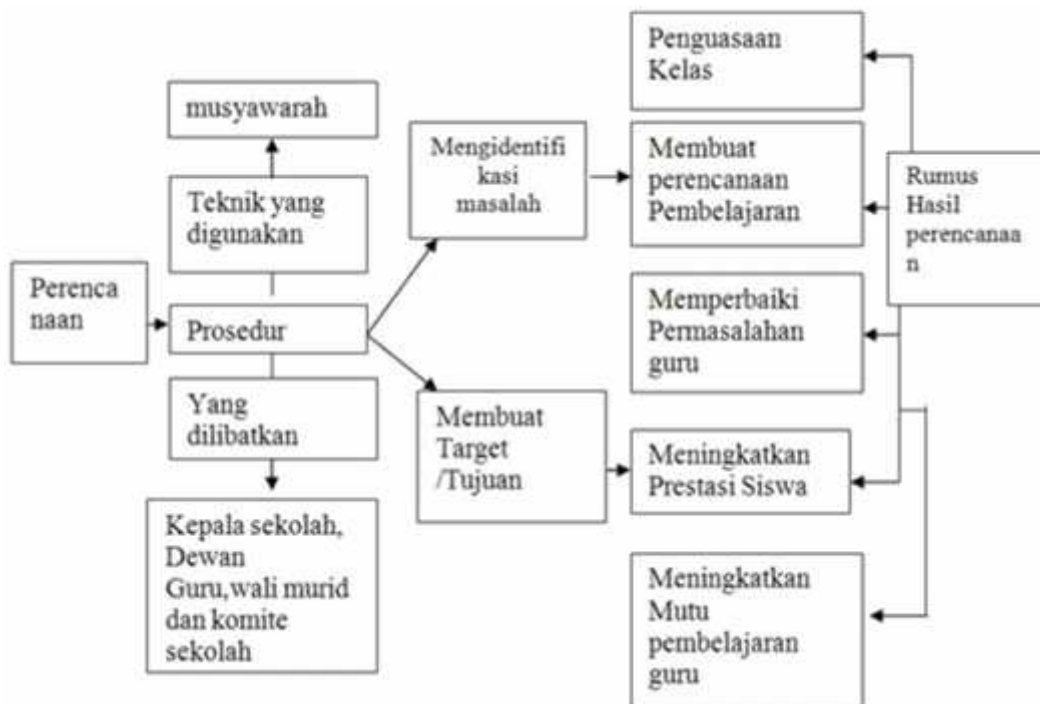 Penguasaan
Kelas
musyawarah
Mengidentifi
kasi
masalah
Membuat
perencanaan
Pembelajaran
Rumus
Hasil
perencanaa
n
Teknik yang
digunakan
Perenca
naan
Prosedur
Memperbaiki
Permasalahan
guru
Yang
dilibatkan
Membuat
Target
/Tujuan
Meningkatkan
Prestasi Siswa
Kepala sekolah,
Dewan
Guru,wali murid
dan komite
sekolah
Meningkatkan
Mutu
pembelajaran
guru